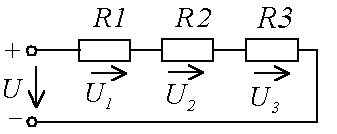 R1 R2 R3
+
U₁ U₂ U₃
U
−